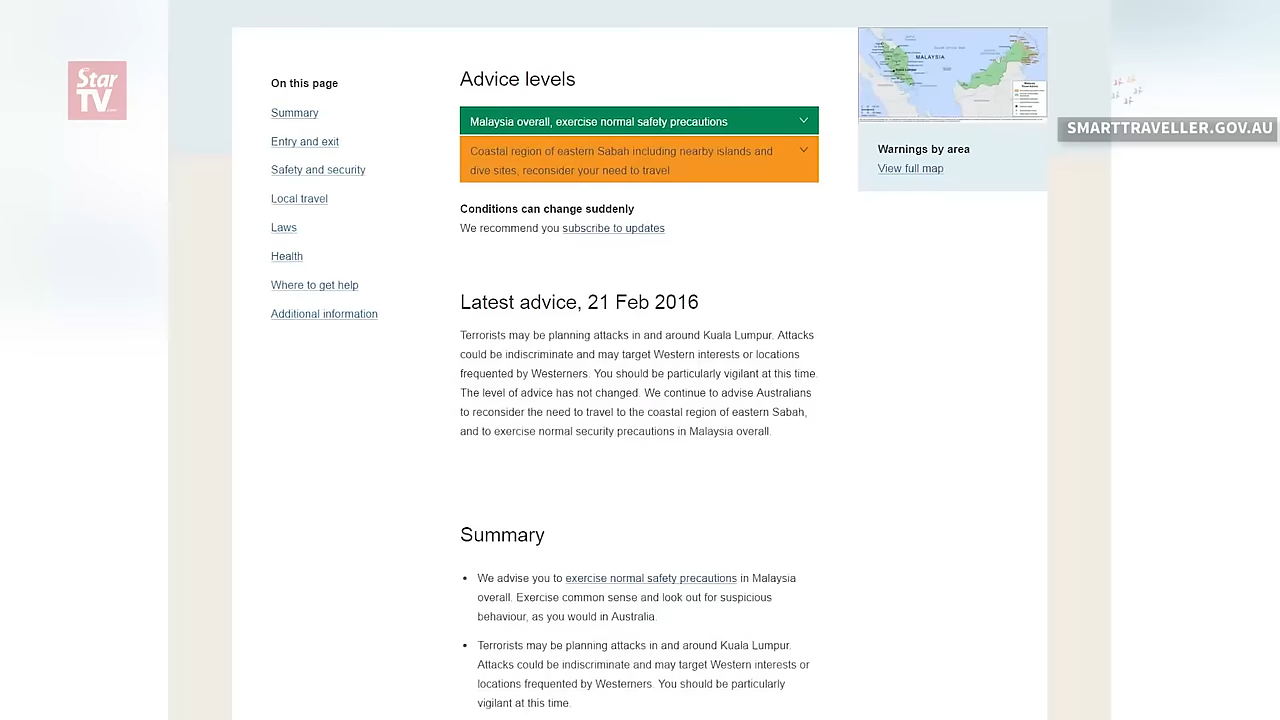 Star
TV
On this page
Summary
Entry and exit
Safety and security
Local travel
Laws
Health
Where to get help
Additional information
Advice levels
Malaysia overall, exercise normal safety precautions
Coastal region of eastern Sabah including nearby islands and
dive sites, reconsider your need to travel
Conditions can change suddenly
We recommend you subscribe to updates
Latest advice, 21 Feb 2016
Terrorists may be planning attacks in and around Kuala Lumpur. Attacks
could be indiscriminate and may target Western interests or locations
frequented by Westerners. You should be particularly vigilant at this time.
The level of advice has not changed. We continue to advise Australians
to reconsider the need to travel to the coastal region of eastern Sabah,
and to exercise normal security precautions in Malaysia overall.
Summary
• We advise you to exercise normal safety precautions in Malaysia
overall. Exercise common sense and look out for suspicious
behaviour, as you would in Australia.
• Terrorists may be planning attacks in and around Kuala Lumpur.
Attacks could be indiscriminate and may target Western interests or
locations frequented by Westerners. You should be particularly
vigilant at this time.
MALAYSIA
Warnings by area
View full map
SMARTTRAVELLER.GOV.AU